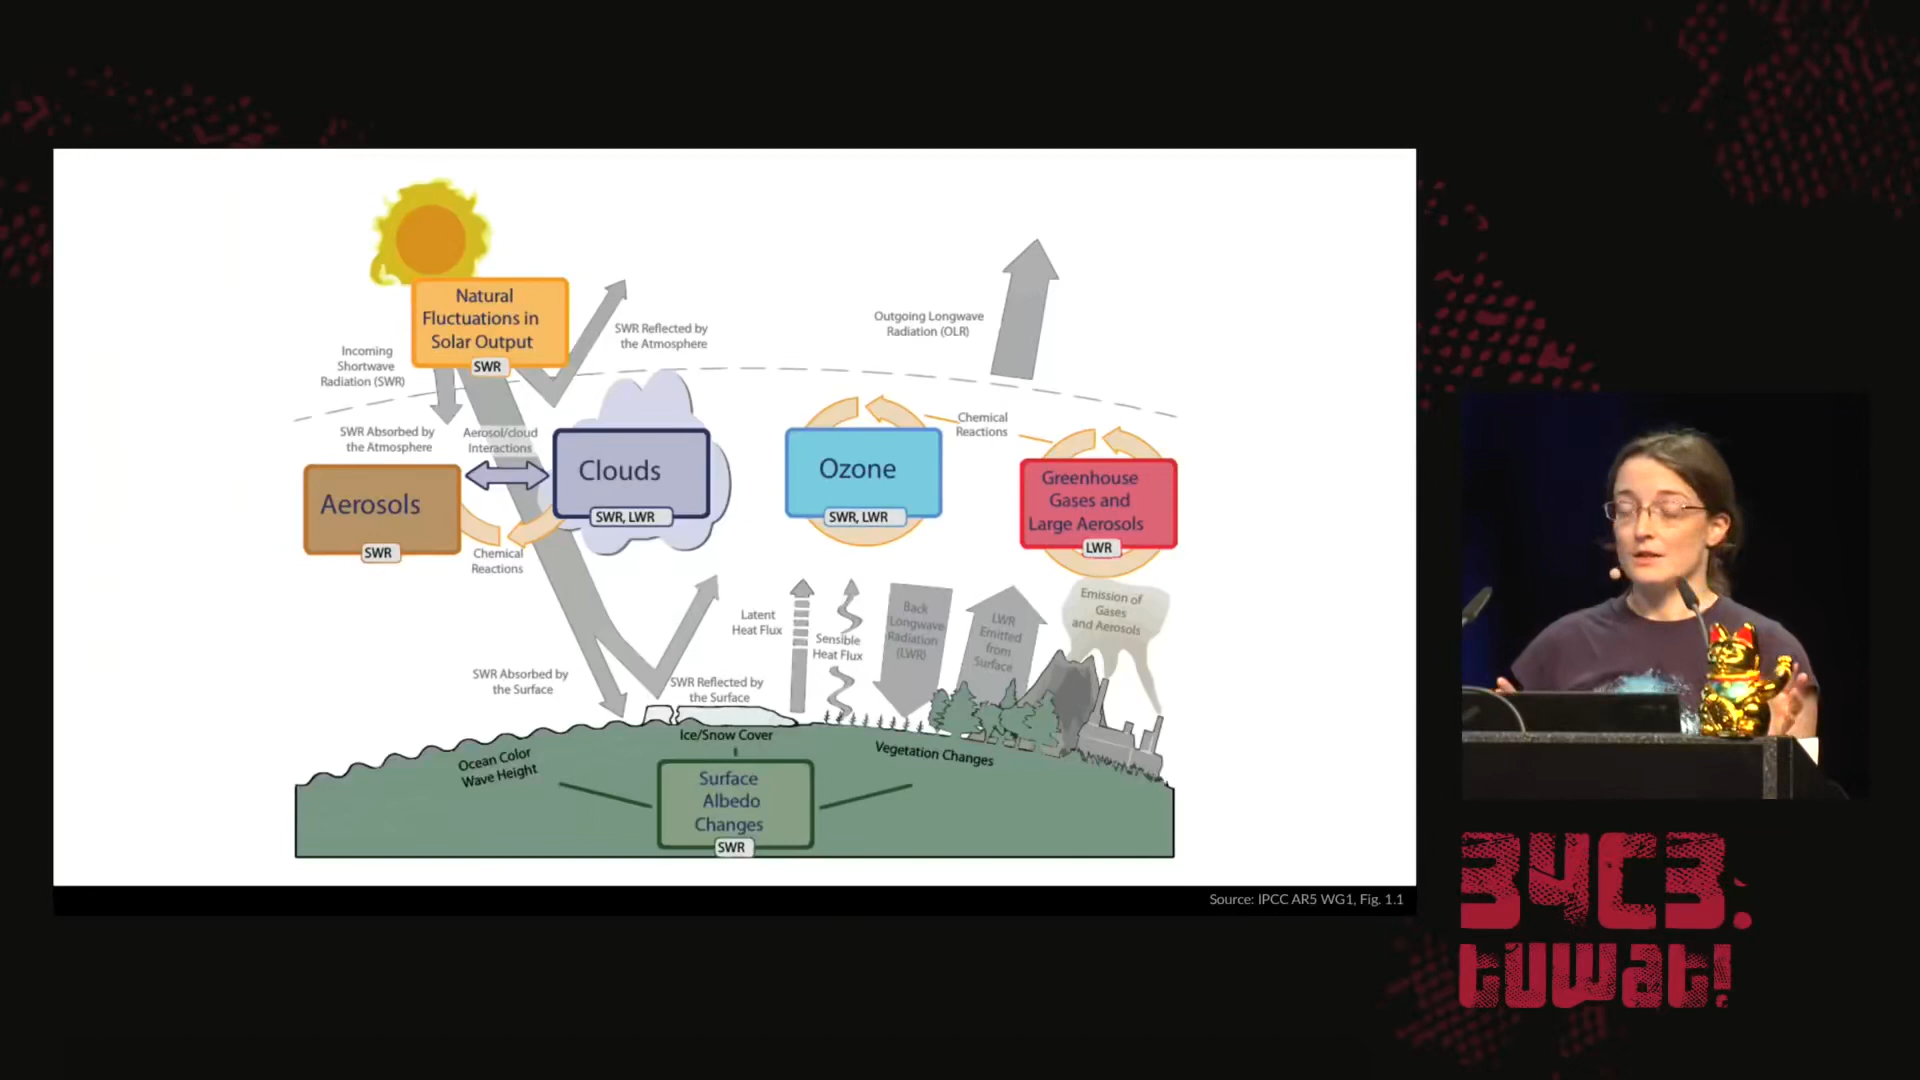 Natural
Fluctuations in
Solar Output
SWR
Incoming
Shortwave
Radiation (SWR)
SWR Reflected by
the Atmosphere
Outgoing Longwave
Radiation (OLR)
SWR Absorbed by
the Atmosphere
Aerosol/cloud
Interactions
Chemical
Reactions
Aerosols
SWR
Clouds
SWR, LWR
Ozone
SWR, LWR
Greenhouse
Gases and
Large Aerosols
LWR
Chemical
Reactions
Latent
Heat Flux
Sensible
Heat Flux
Back
Longwave
Radiation
(LWR)
LWR
Emitted
from
Surface
Emission of
Gases
and Aerosols
SWR Absorbed by
the Surface
SWR Reflected by
the Surface
Ice/Snow Cover
Ocean Color
Wave Height
Vegetation Changes
Surface
Albedo
Changes
SWR
Source: IPCC AR5 WG1, Fig. 1.1
34C3.
tuwat!